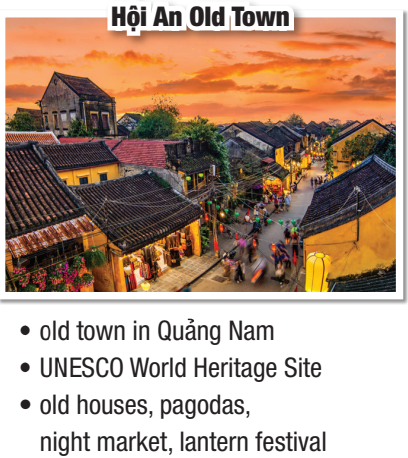 Hội An Old Town
• old town in Quảng Nam
• UNESCO World Heritage Site
• old houses, pagodas,
night market, lantern festival